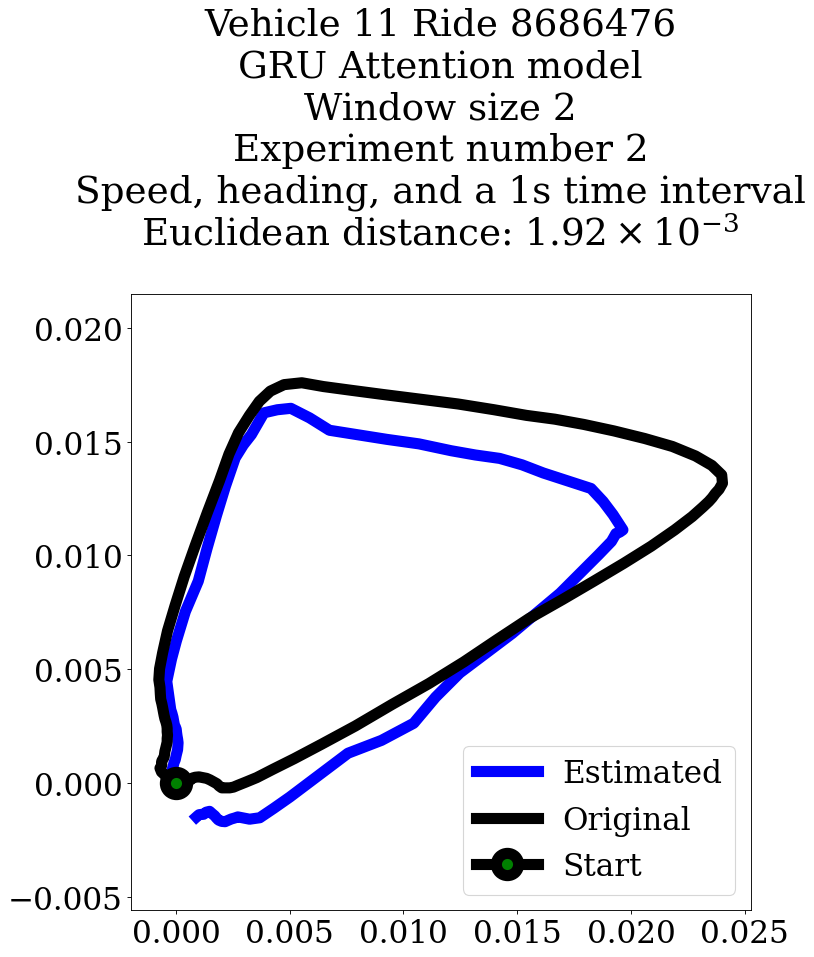 Vehicle 11 Ride 8686476
GRU Attention model
Window size 2
Experiment number 2
Speed, heading, and a 1s time interval
Euclidean distance: 1.92 × 10⁻³
0.020
0.015
0.010
0.005
0.000
−0.005
0.000 0.005 0.010 0.015 0.020 0.025
Estimated
Original
Start